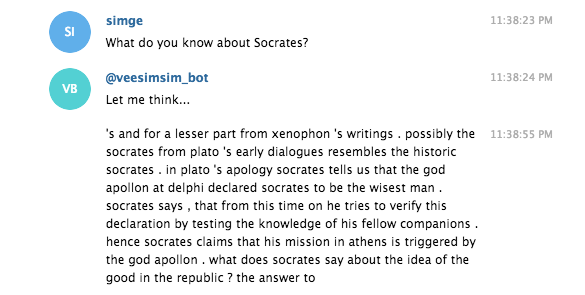 SI
simge
11:38:23 PM
What do you know about Socrates?
VB
@veesimsim_bot
11:38:24 PM
Let me think...
's and for a lesser part from xenophon 's writings . possibly the
11:38:55 PM
socrates from plato 's early dialogues resembles the historic
socrates . in plato 's apology socrates tells us that the god
apollon at delphi declared socrates to be the wisest man .
socrates says , that from this time on he tries to verify this
declaration by testing the knowledge of his fellow companions .
hence socrates claims that his mission in athens is triggered by
the god apollon . what does socrates say about the idea of the
good in the republic ? the answer to